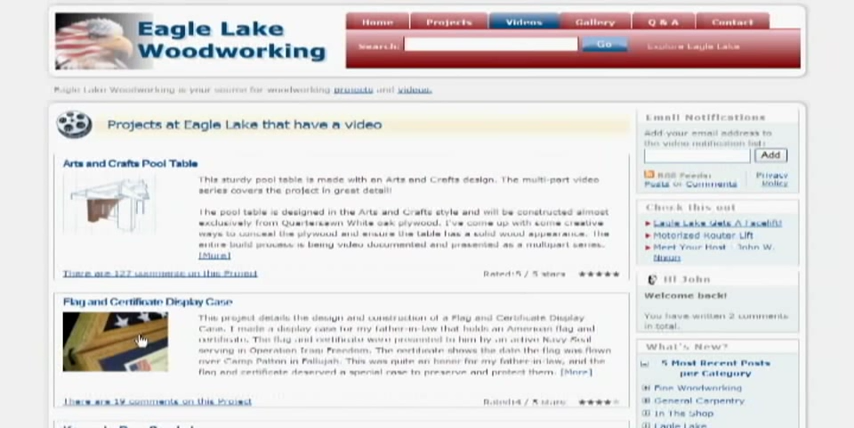 Eagle Lake
Woodworking
Home Projects Videos Gallery Q & A Contact
Search: Go Explore Eagle Lake
Eagle Lake Woodworking is your source for woodworking projects and videos.
Projects at Eagle Lake that have a video
Arts and Crafts Pool Table
This sturdy pool table is made with an Arts and Crafts design. The multi-part video
series covers the project in great detail!
The pool table is designed in the Arts and Crafts style and will be constructed almost
exclusively from Quartersawn White oak plywood. I've come up with some creative
ways to conceal the plywood and ensure the table has a solid wood appearance. The
entire build process is being video documented and presented as a multipart series.
[More]
There are 127 comments on this Project Rated:5 / 5 stars
Flag and Certificate Display Case
This project details the design and construction of a Flag and Certificate Display
Case. I made a display case for my father-in-law that holds an American flag and
certificate. The flag and certificate were presented to him by an active Navy Seal
serving in Operation from Freedom. The certificate shows the date the flag was flown
over Camp Patton in Fallujah. This was quite an honor for my father-in-law, and the
flag and certificate deserved a special case to preserve and protect them. [More]
There are 19 comments on this Project Rated:4 / 5 stars
Email Notifications
Add your email address to
the video notification list:
Add
RSS Feeds:
Posts or Comments
Privacy
Policy
Check this out
Eagle Lake Gets A Facelift!
Motorized Router Lift
Meet Your Host - John W.
Nixon
Hi John
Welcome back!
You have written 2 comments
in total.
What's New?
5 Most Recent Posts
per Category
Fine Woodworking
General Carpentry
In The Shop
Eagle Lake